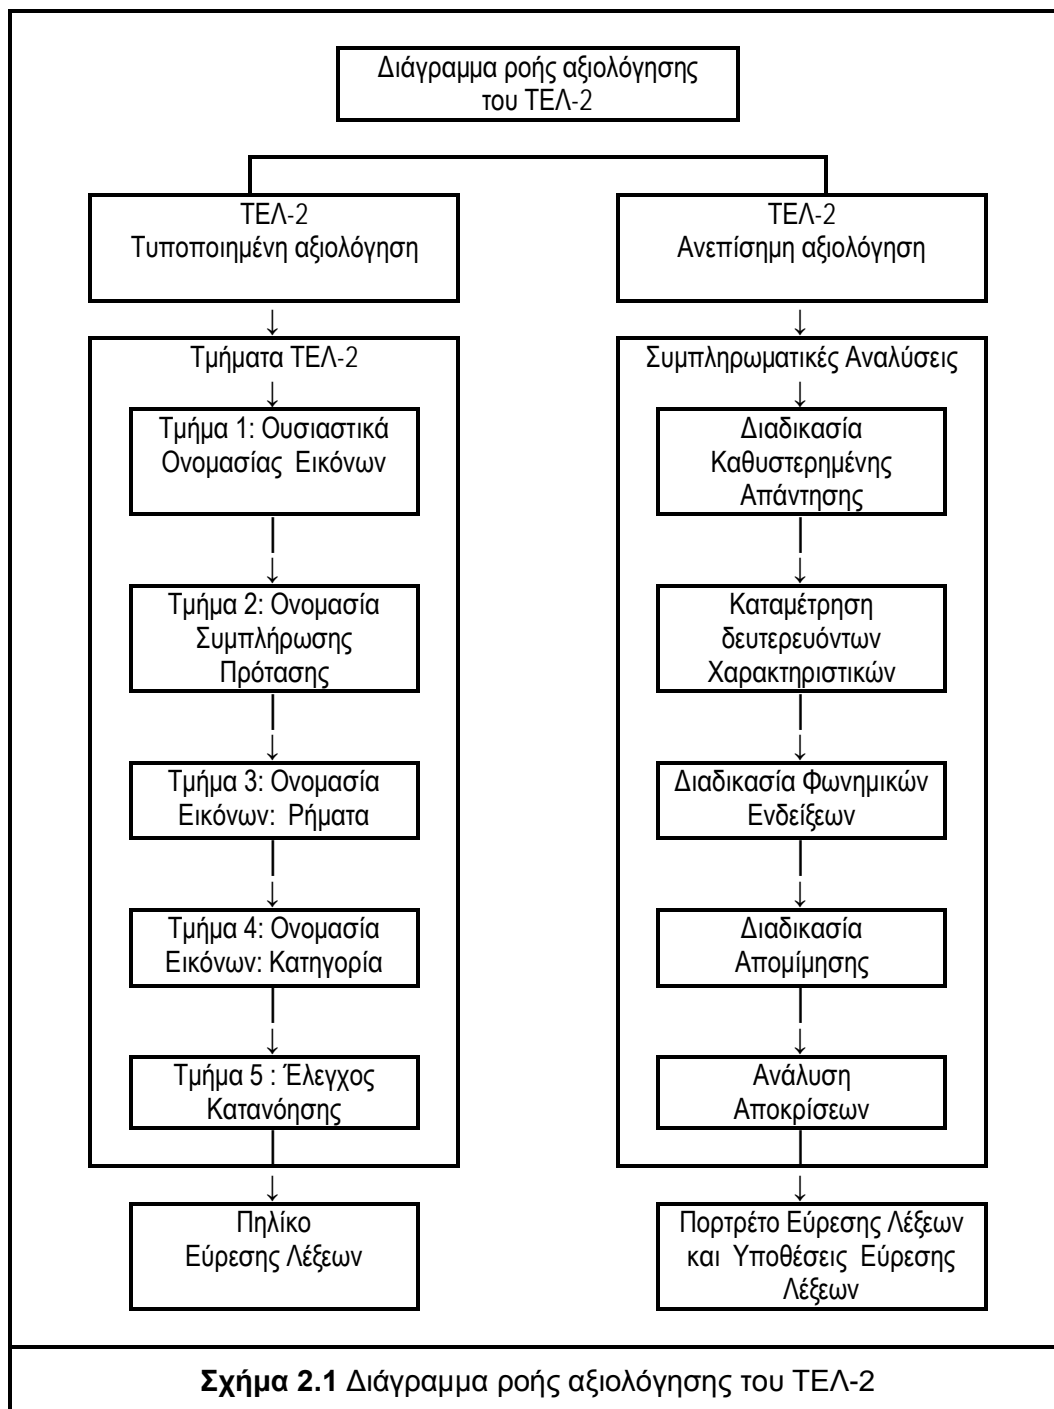 Διάγραμμα ροής αξιολόγησης
του ΤΕΛ-2
ΤΕΛ-2
Τυποποιημένη αξιολόγηση
↓
Τμήματα ΤΕΛ-2
↓
Τμήμα 1: Ουσιαστικά
Ονομασίας Εικόνων
↓
Τμήμα 2: Ονομασία
Συμπλήρωσης
Πρότασης
↓
Τμήμα 3: Ονομασία
Εικόνων: Ρήματα
↓
Τμήμα 4: Ονομασία
Εικόνων: Κατηγορία
↓
Τμήμα 5 : Έλεγχος
Κατανόησης
↓
Πηλίκο
Εύρεσης Λέξεων
ΤΕΛ-2
Ανεπίσημη αξιολόγηση
↓
Συμπληρωματικές Αναλύσεις
↓
Διαδικασία
Καθυστερημένης
Απάντησης
↓
Καταμέτρηση
δευτερευόντων
Χαρακτηριστικών
↓
Διαδικασία Φωνημικών
Ενδείξεων
↓
Διαδικασία
Απομίμησης
↓
Ανάλυση
Αποκρίσεων
↓
Πορτρέτο Εύρεσης Λέξεων
και Υποθέσεις Εύρεσης
Λέξεων
Σχήμα 2.1 Διάγραμμα ροής αξιολόγησης του ΤΕΛ-2